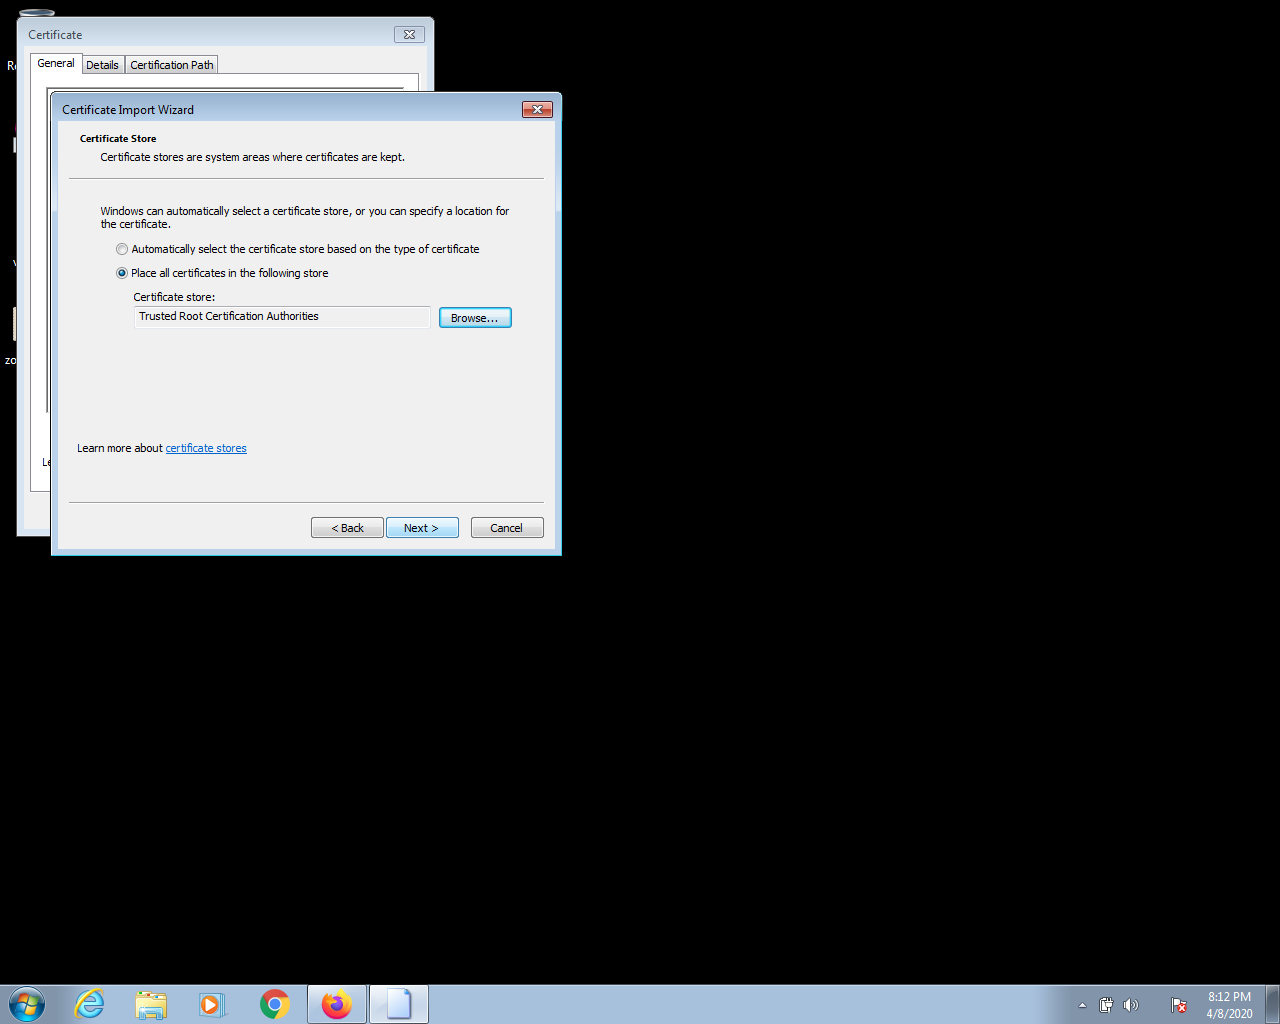 Certificate
General
Details
Certification Path
Certificate Import Wizard
Certificate Store
Certificate stores are system areas where certificates are kept.
Windows can automatically select a certificate store, or you can specify a location for
the certificate.
Automatically select the certificate store based on the type of certificate
Place all certificates in the following store
Certificate store:
Trusted Root Certification Authorities
Browse...
Learn more about certificate stores
< Back
Next >
Cancel
8:12 PM
4/8/2020